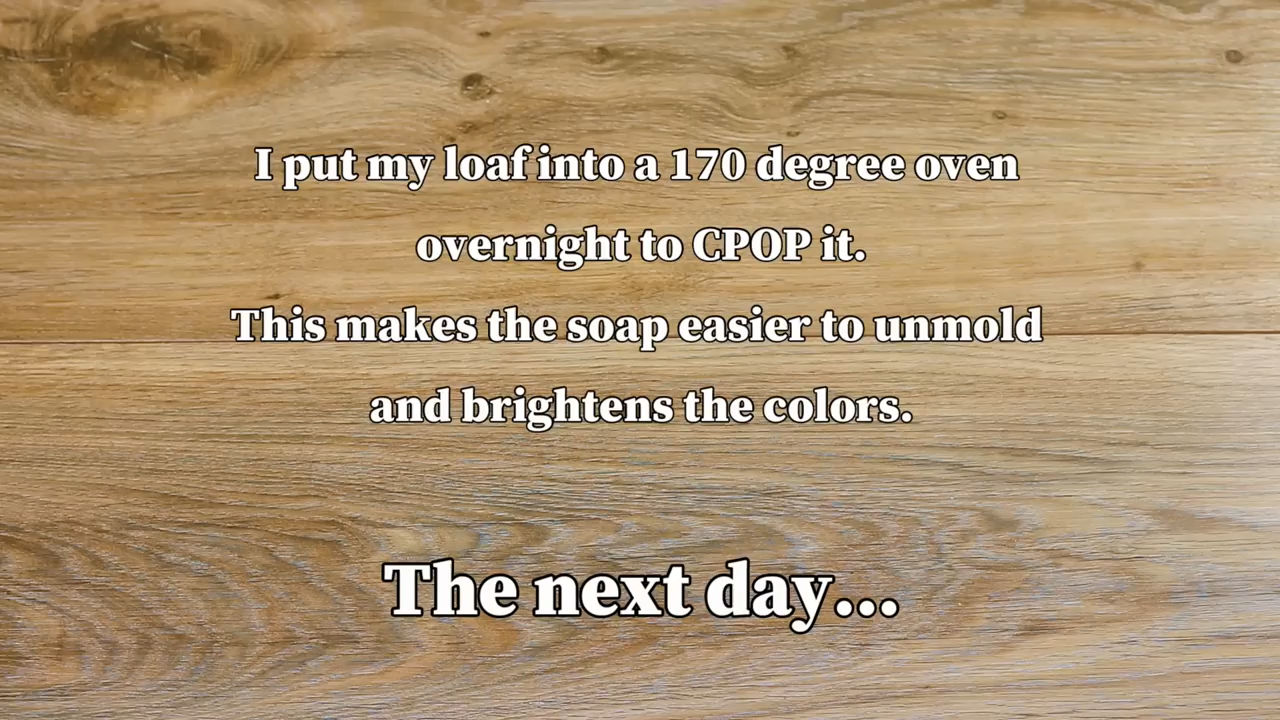 I put my loaf into a 170 degree oven
overnight to CPOP it.
This makes the soap easier to unmold
and brightens the colors.
The next day...